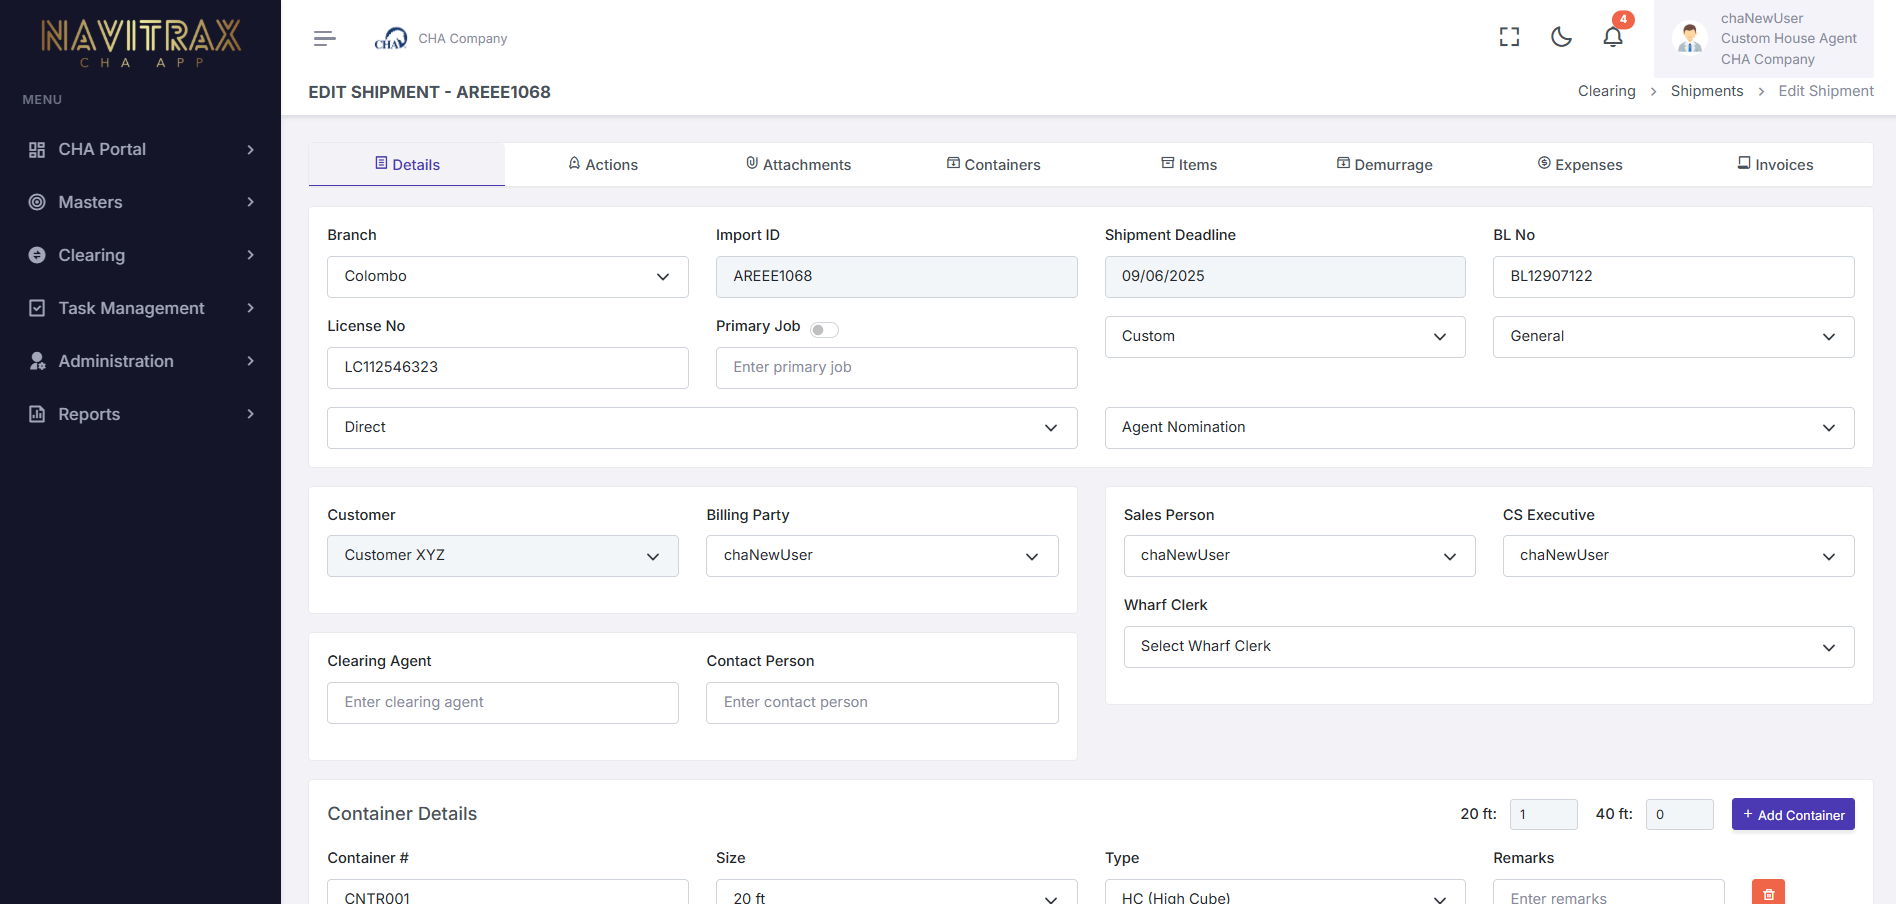 NAVITRAX
CHA APP
MENU
CHA Portal
Masters
Clearing
Task Management
Administration
Reports
CHA
CHA Company
4
chaNewUser
Custom House Agent
CHA Company
EDIT SHIPMENT - AREEE1068
Clearing > Shipments > Edit Shipment
Details Actions Attachments Containers Items Demurrage Expenses Invoices
Branch Import ID Shipment Deadline BL No
Colombo AREEE1068 09/06/2025 BL12907122
License No Primary Job
Custom General
LC112546323 Enter primary job
Direct Agent Nomination
Customer Billing Party Sales Person CS Executive
Customer XYZ chaNewUser chaNewUser chaNewUser
Wharf Clerk
Select Wharf Clerk
Clearing Agent Contact Person
Enter clearing agent Enter contact person
Container Details 20 ft: 1 40 ft: 0 + Add Container
Container # Size Type Remarks
CNTR001 20 ft HC (High Cube) Enter remarks